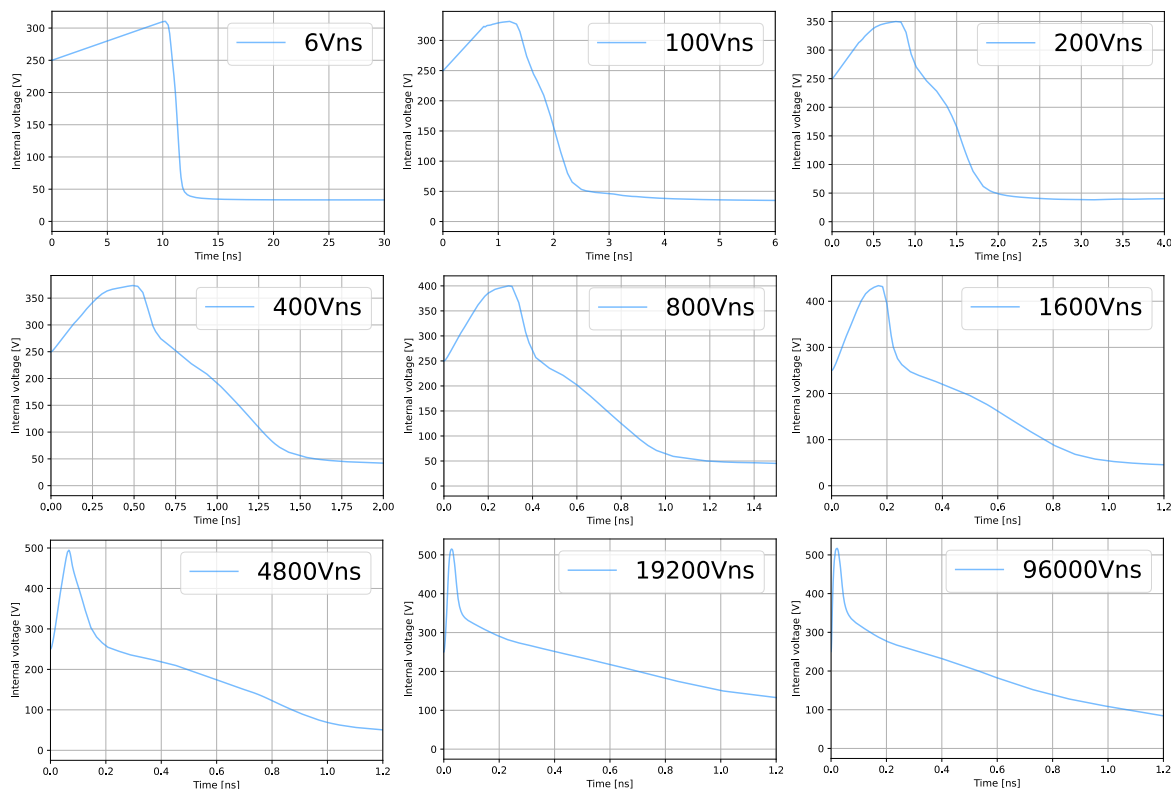 6Vns
Internal voltage [V]
300
250
200
150
100
50
0
0 5 10 15 20 25 30
Time [ns]
100Vns
Internal voltage [V]
300
250
200
150
100
50
0
0 1 2 3 4 5 6
Time [ns]
200Vns
Internal voltage [V]
350
300
250
200
150
100
50
0
0.0 0.5 1.0 1.5 2.0 2.5 3.0 3.5 4.0
Time [ns]
400Vns
Internal voltage [V]
350
300
250
200
150
100
50
0
0.00 0.25 0.50 0.75 1.00 1.25 1.50 1.75 2.00
Time [ns]
800Vns
Internal voltage [V]
400
350
300
250
200
150
100
50
0
0.0 0.2 0.4 0.6 0.8 1.0 1.2 1.4
Time [ns]
1600Vns
Internal voltage [V]
400
300
200
100
0
0.0 0.2 0.4 0.6 0.8 1.0 1.2
Time [ns]
4800Vns
Internal voltage [V]
500
400
300
200
100
0
0.0 0.2 0.4 0.6 0.8 1.0 1.2
Time [ns]
19200Vns
Internal voltage [V]
500
400
300
200
100
0
0.0 0.2 0.4 0.6 0.8 1.0 1.2
Time [ns]
96000Vns
Internal voltage [V]
500
400
300
200
100
0
0.0 0.2 0.4 0.6 0.8 1.0 1.2
Time [ns]